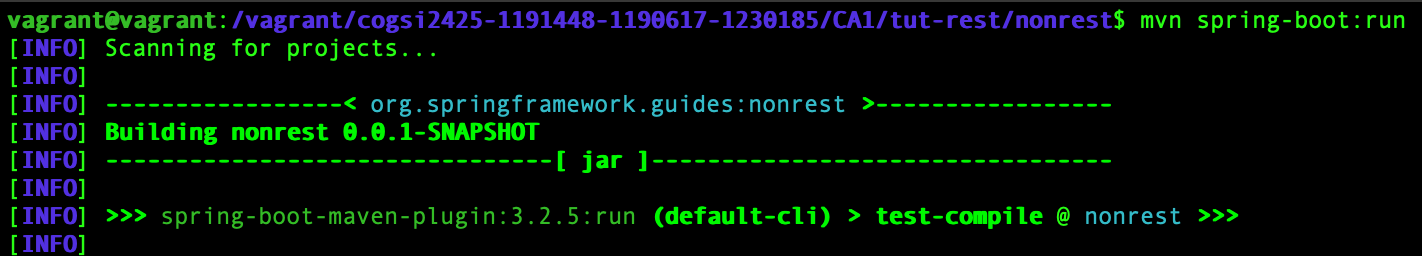 vagrant@vagrant:/vagrant/cogsi2425-1191448-1190617-1230185/CA1/tut-rest/nonrest$ mvn spring-boot:run
[INFO] Scanning for projects...
[INFO]
[INFO] -----------------< org.springframework.guides:nonrest >-----------------
[INFO] Building nonrest 0.0.1-SNAPSHOT
[INFO] --------------------------------[ jar ]---------------------------------
[INFO]
[INFO] >>> spring-boot-maven-plugin:3.2.5:run (default-cli) > test-compile @ nonrest >>>
[INFO]